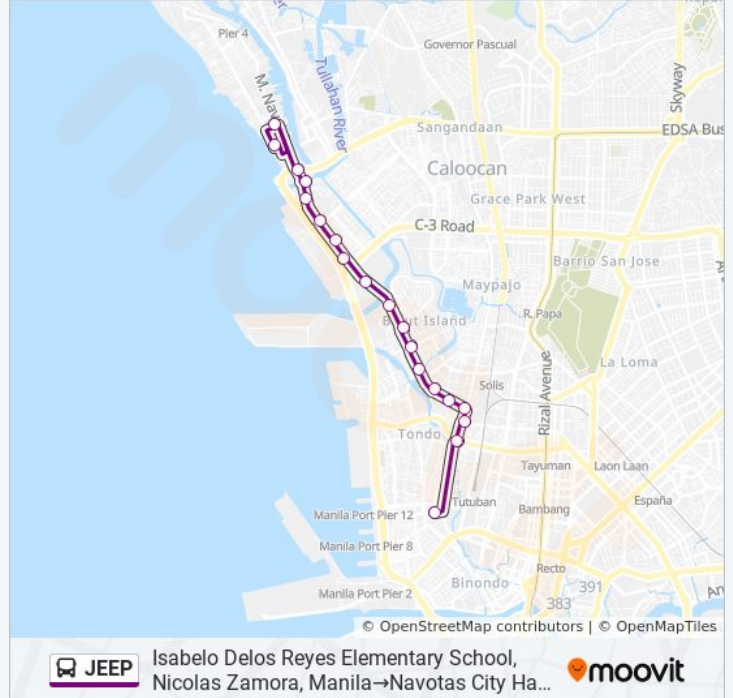 Pier 4
Governor Pascual
Tullahan River
M. Nav
Skyway
Sangandaan
EDSA Bus
Caloocan
Grace Park West
C-3 Road
Barrio San Jose
Maypajo
R. Papa
La Loma
Rizal Avenue
Solis
Tondo
Tayuman
Laon Laan
España
Tutuban
Bambang
Manila Port Pier 12
Manila Port Pier 8
Recto
Binondo
391
383
Manila Port Pier 2
© OpenStreetMap contributors | © OpenMapTiles
JEEP
Isabelo Delos Reyes Elementary School,
Nicolas Zamora, Manila→Navotas City Ha...
moovit